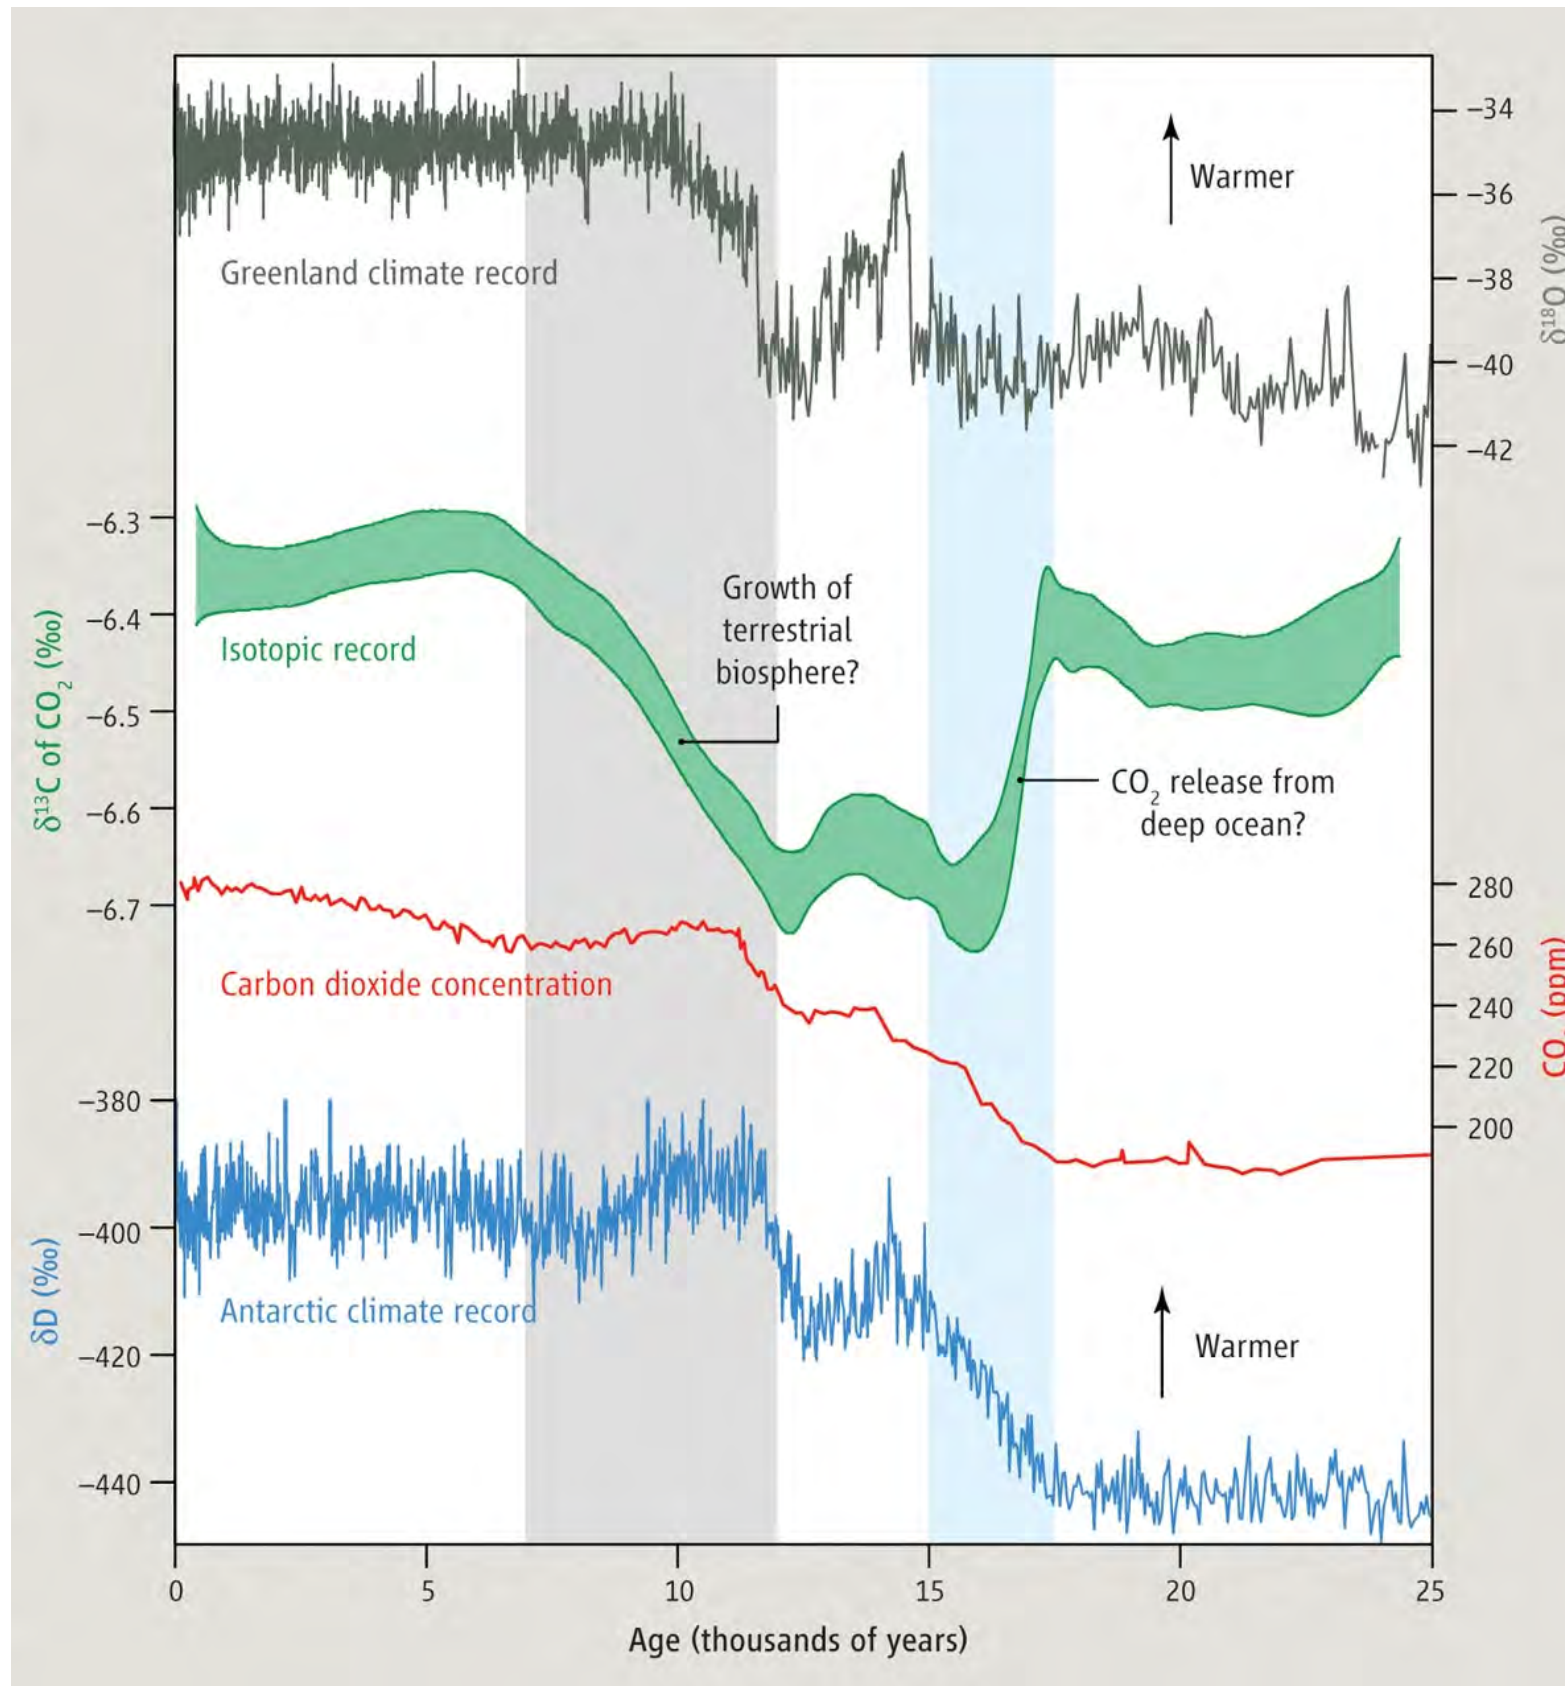 −34
Warmer
−36
δ¹⁸O (‰)
Greenland climate record
−38
−40
−42
−6.3
Growth of
terrestrial
biosphere?
−6.4
Isotopic record
δ¹³C of CO₂ (‰)
−6.5
CO₂ release from
deep ocean?
−6.6
−6.7
280
260
Carbon dioxide concentration
240
(ppm)
220
−380
200
−400
δD (‰)
Antarctic climate record
Warmer
−420
−440
0
5
10
15
20
25
Age (thousands of years)